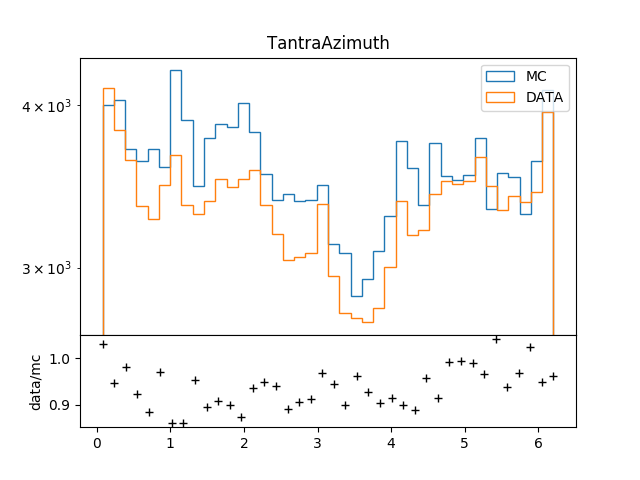 TantraAzimuth
MC
DATA
4 × 10³
3 × 10³
data/mc
1.0
0.9
0 1 2 3 4 5 6